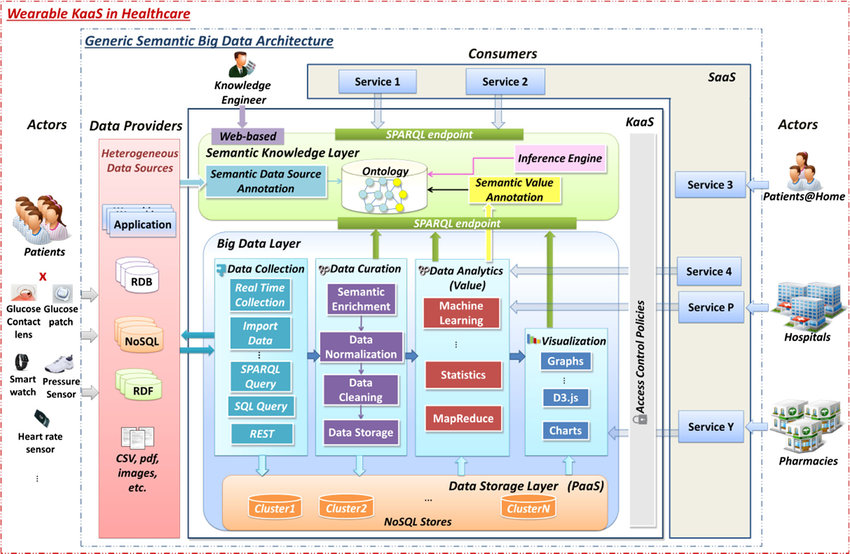 Wearable KaaS in Healthcare
Generic Semantic Big Data Architecture
Consumers
SaaS
Knowledge
Engineer
Service 1
Service 2
KaaS
Actors
Data Providers
Actors
Web-based
SPARQL endpoint
Semantic Knowledge Layer
Heterogeneous
Data Sources
Semantic Data Source
Annotation
Ontology
Inference Engine
Semantic Value
Annotation
Service 3
Patients@Home
Application
Patients
SPARQL endpoint
Big Data Layer
X
Data Collection
Data Curation
Data Analytics
(Value)
Service 4
RDB
Real Time
Collection
Semantic
Enrichment
Machine
Learning
Service P
Glucose
Contact
lens
Glucose
patch
NoSQL
Import
Data
...
Data
Normalization
...
Visualization
Hospitals
Graphs
...
Smart
watch
Pressure
Sensor
RDF
SPARQL
Query
Data
Cleaning
Statistics
D3.js
Access Control Policies
SQL Query
MapReduce
Heart rate
sensor
...
REST
Data Storage
Charts
Service Y
CSV, pdf,
images,
etc.
Pharmacies
Data Storage Layer
(PaaS)
Cluster1
Cluster2
...
ClusterN
NoSQL Stores